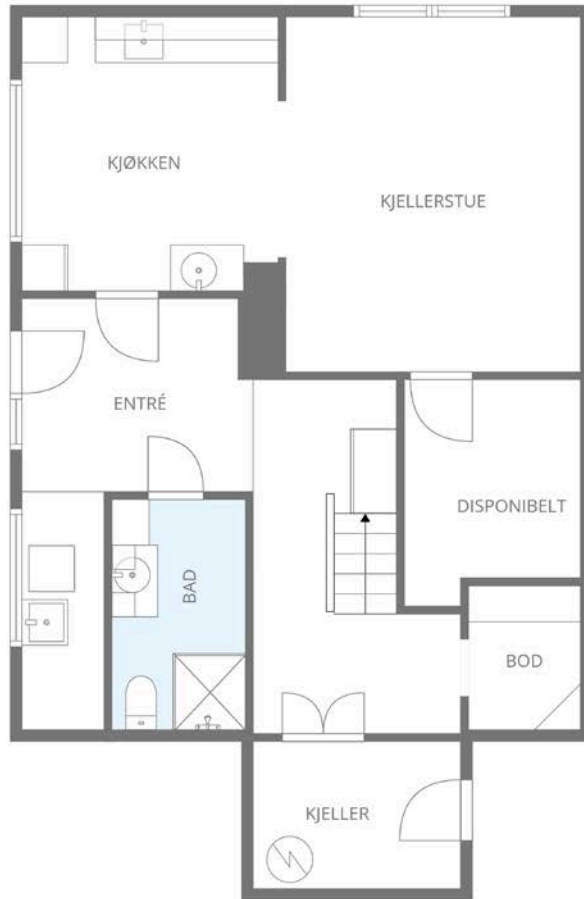 KJØKKEN
KJELLERSTUE
ENTRÉ
DISPONIBELT
BAD
BOD
KJELLER